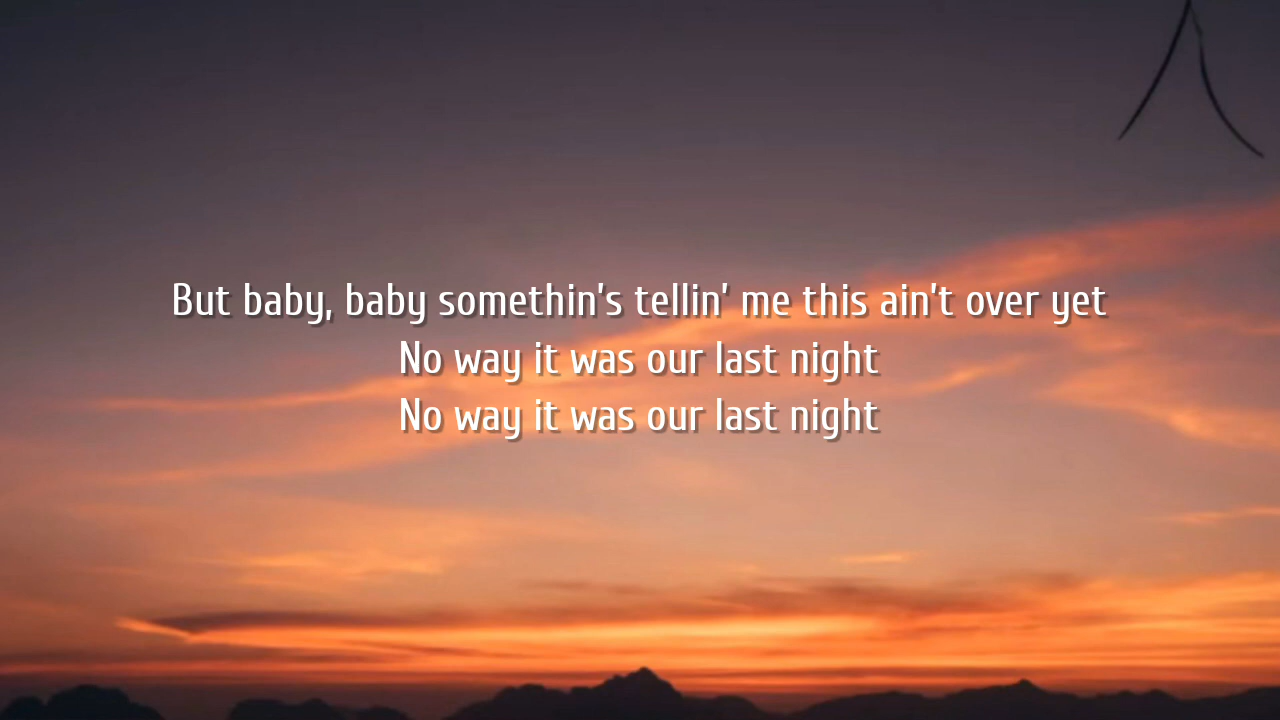 But baby, baby somethin's tellin' me this ain't over yet
No way it was our last night
No way it was our last night